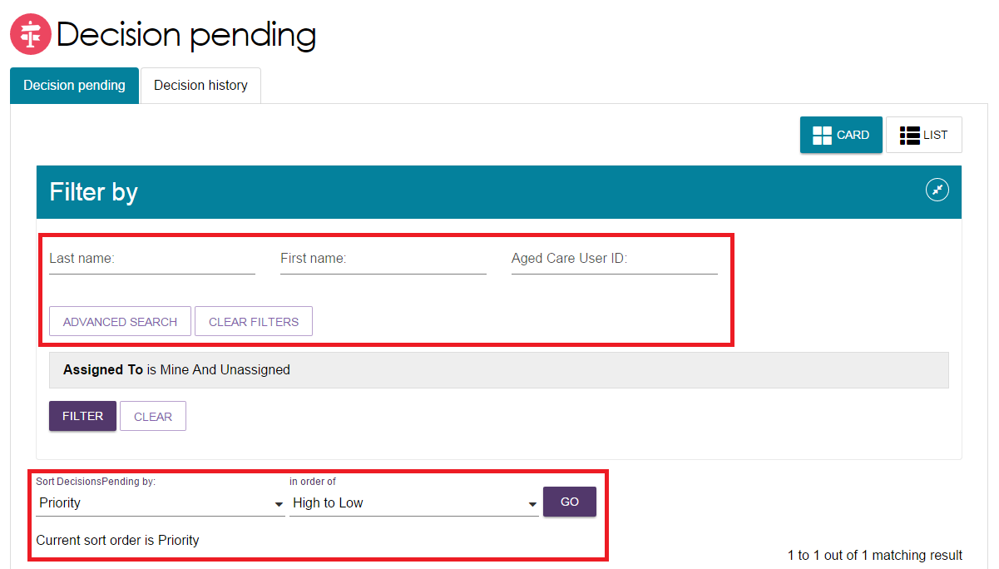 Decision pending
Decision pending Decision history
CARD LIST
Filter by
Last name: First name: Aged Care User ID:
ADVANCED SEARCH CLEAR FILTERS
Assigned To is Mine And Unassigned
FILTER CLEAR
Sort DecisionsPending by: in order of
Priority High to Low GO
Current sort order is Priority
1 to 1 out of 1 matching result